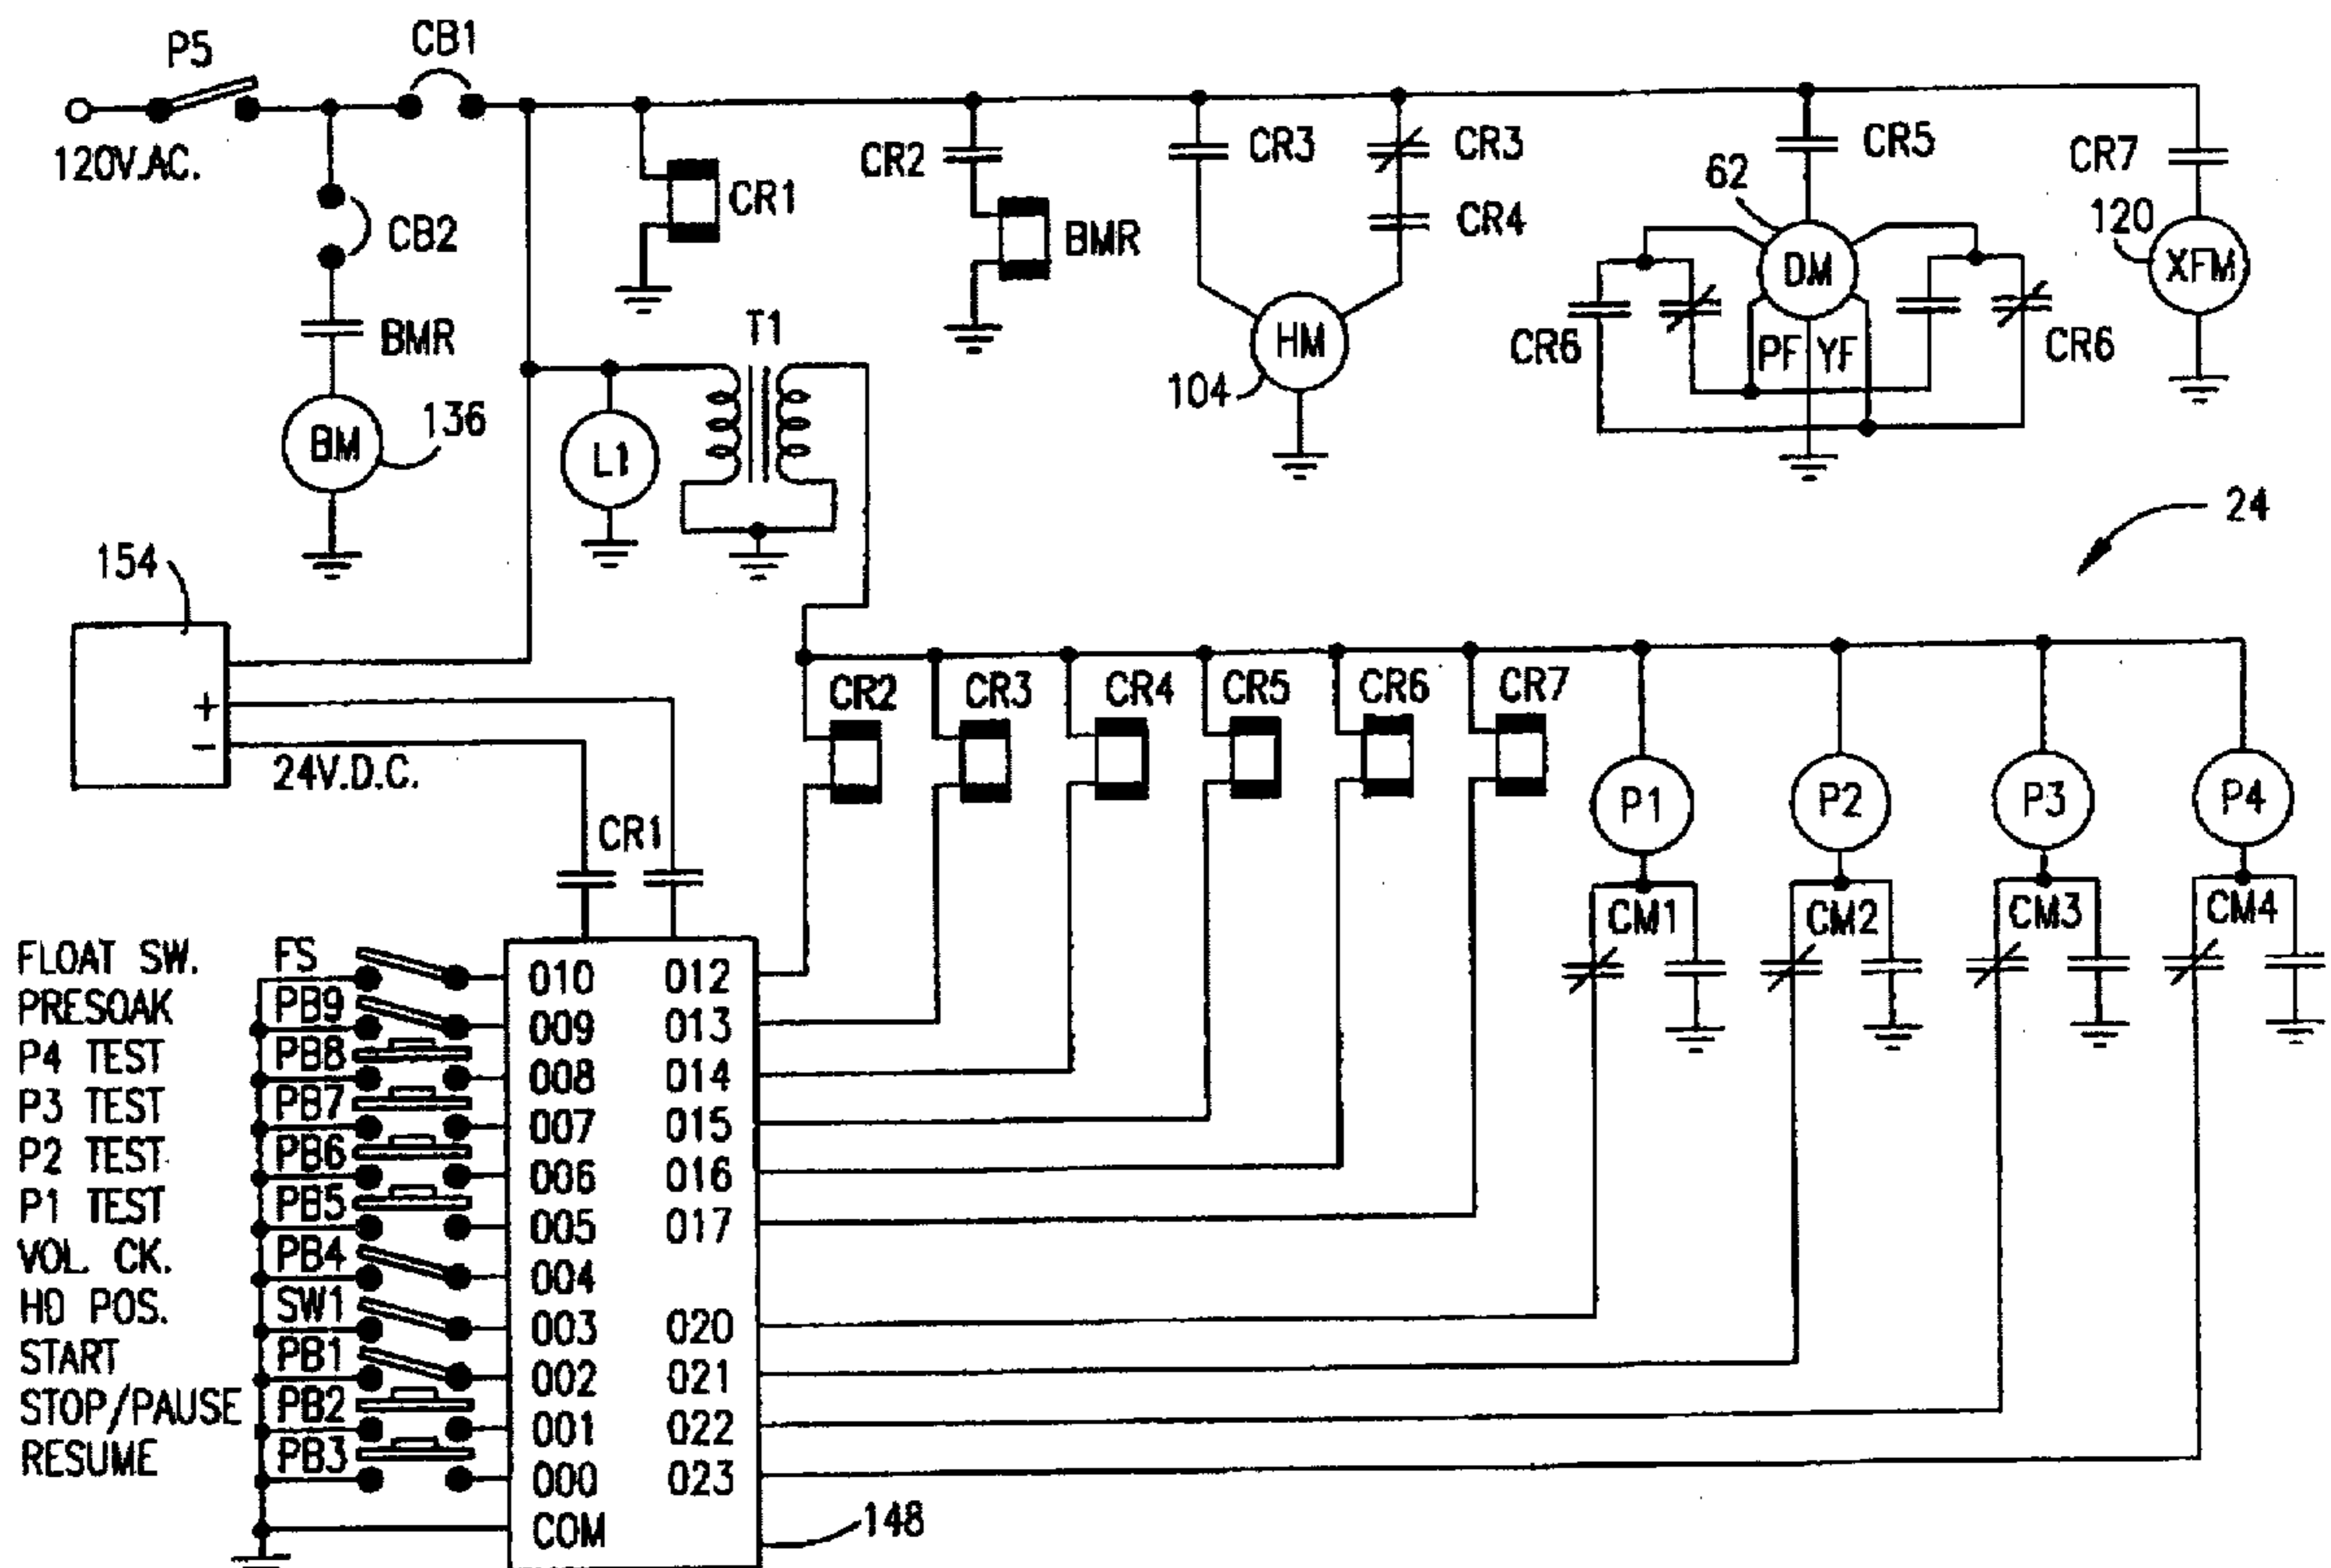 P5
CB1
120V.AC.
CB2
BMR
BM
136
CR1
L1
T1
CR2
BMR
CR3
CR3
CR4
HM
104
CR5
62
DM
PF
YF
CR6
CR6
CR7
120
XFM
24
154
+
-
24V.D.C.
CR1
CR2
CR3
CR4
CR5
CR6
CR7
P1
P2
P3
P4
CM1
CM2
CM3
CM4
FLOAT SW. FS 010 012
PRESOAK PB9 009 013
P4 TEST PB8 008 014
P3 TEST PB7 007 015
P2 TEST PB6 006 016
P1 TEST PB5 005 017
VOL. CK. PB4 004
HD POS. SW1 003 020
START PB1 002 021
STOP/PAUSE PB2 001 022
RESUME PB3 000 023
COM
148